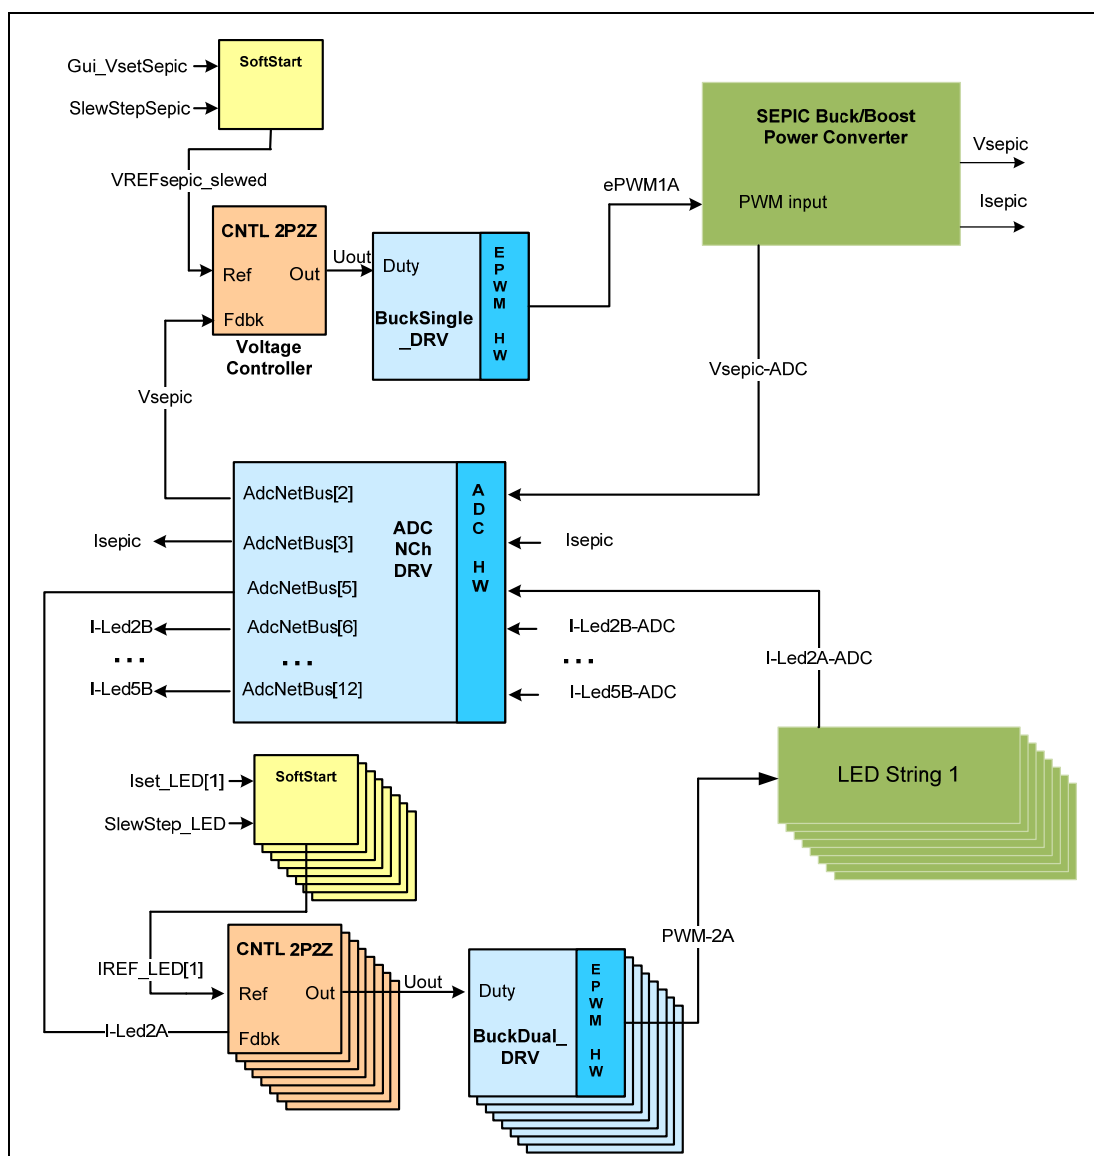 Gui_VsetSepic
SlewStepSepic
SoftStart
VREFsepic_slewed
CNTL 2P2Z
Ref
Out
Fdbk
Voltage
Controller
Uout
Duty
BuckSingle
_DRV
E
P
W
M
H
W
ePWM1A
SEPIC Buck/Boost
Power Converter
PWM input
Vsepic
Isepic
Vsepic
Vsepic-ADC
AdcNetBus[2]
Isepic
AdcNetBus[3]
AdcNetBus[5]
I-Led2B
AdcNetBus[6]
...
...
I-Led5B
AdcNetBus[12]
ADC
NCh
DRV
A
D
C
H
W
Isepic
I-Led2B-ADC
...
I-Led5B-ADC
I-Led2A-ADC
LED String 1
Iset_LED[1]
SlewStep_LED
SoftStart
IREF_LED[1]
I-Led2A
CNTL 2P2Z
Ref
Out
Fdbk
Uout
Duty
BuckDual_
DRV
E
P
W
M
H
W
PWM-2A